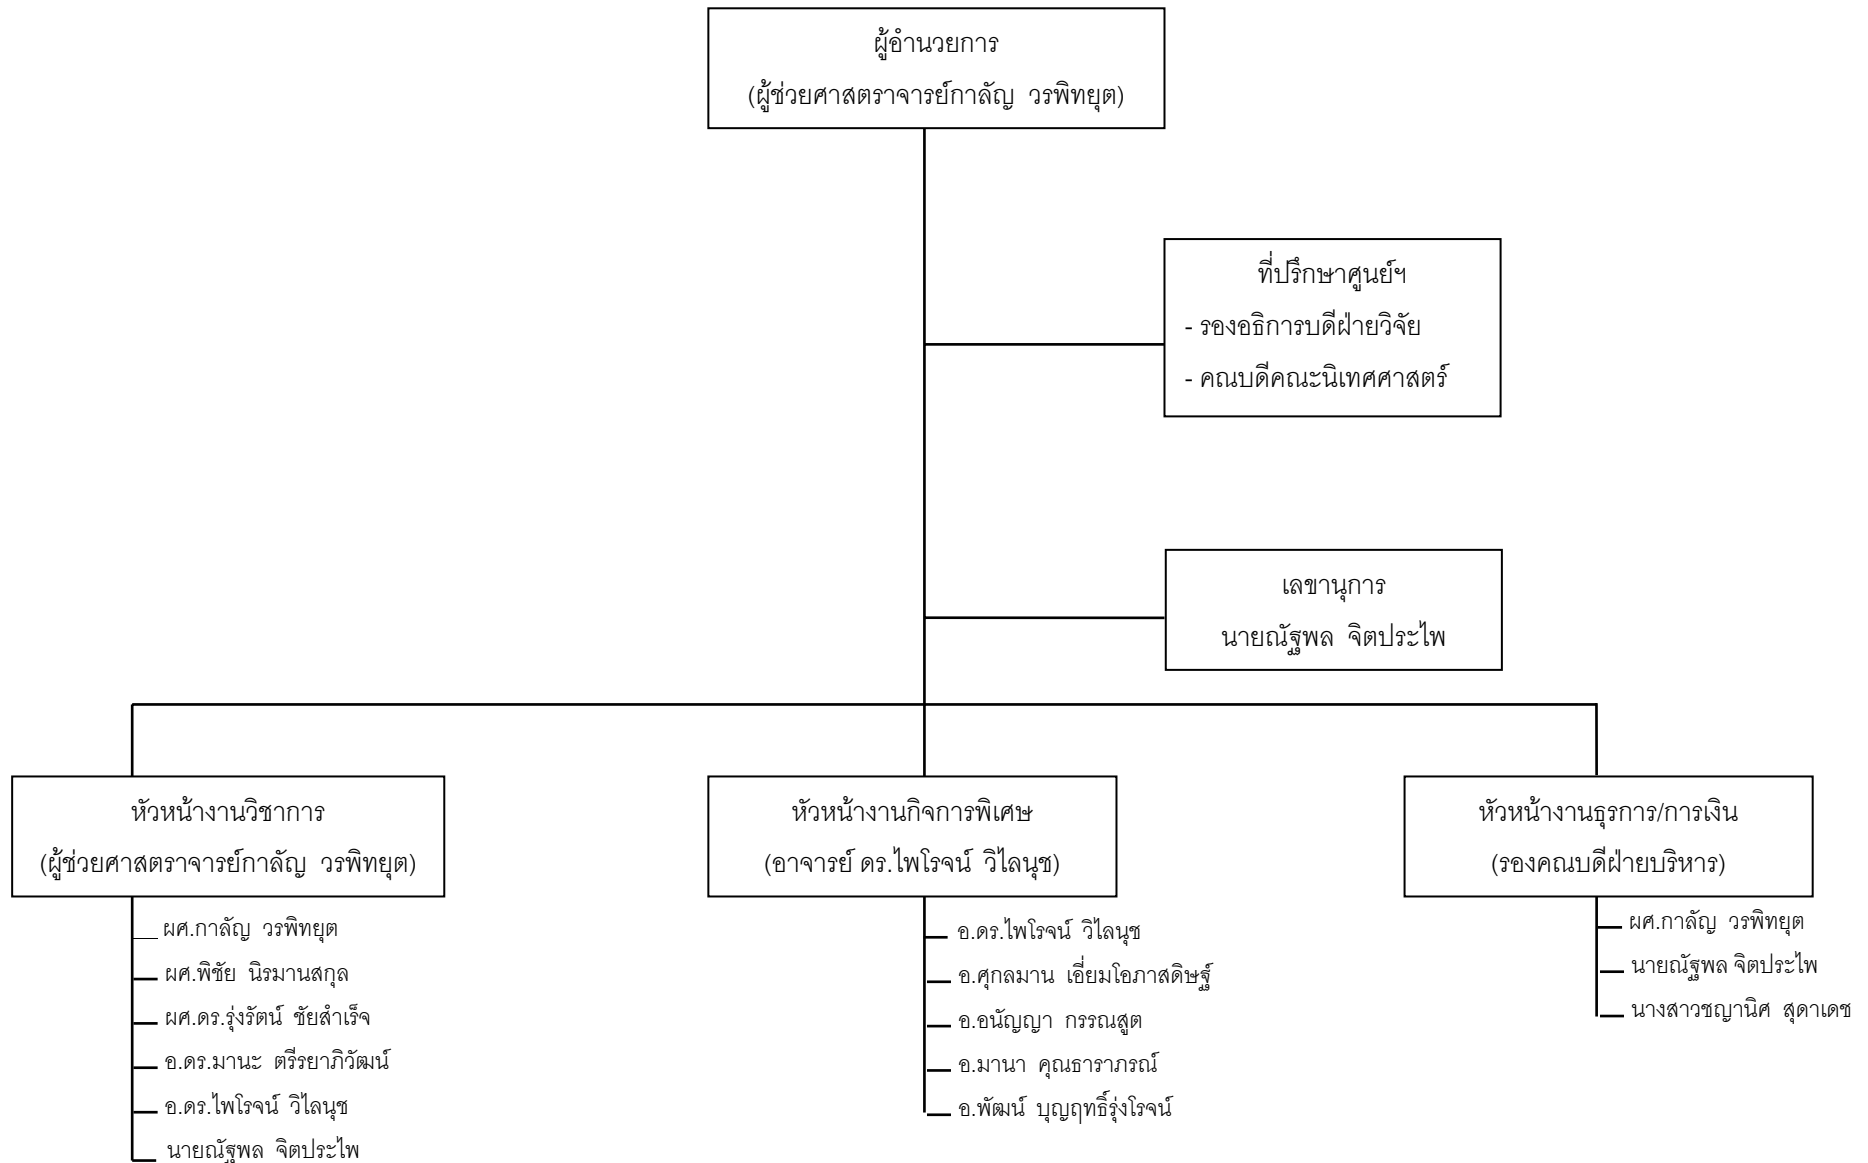 ผู้อำนวยการ
(ผู้ช่วยศาสตราจารย์กาลัญ วรพิทยุต)
ที่ปรึกษาศูนย์ฯ
- รองอธิการบดีฝ่ายวิจัย
- คณบดีคณะนิเทศศาสตร์
เลขานุการ
นายณัฐพล จิตประไพ
หัวหน้างานวิชาการ
(ผู้ช่วยศาสตราจารย์กาลัญ วรพิทยุต)
ผศ.กาลัญ วรพิทยุต
ผศ.พิชัย นิรมานสกุล
ผศ.ดร.รุ่งรัตน์ ชัยสำเร็จ
อ.ดร.มานะ ตรีรยาภิวัฒน์
อ.ดร.ไพโรจน์ วิไลนุช
นายณัฐพล จิตประไพ
หัวหน้างานกิจการพิเศษ
(อาจารย์ ดร.ไพโรจน์ วิไลนุช)
อ.ดร.ไพโรจน์ วิไลนุช
อ.ศุกลมาน เอี่ยมโอภาสดิษฐ์
อ.อนัญญา กรรณสูต
อ.มานา คุณธาราภรณ์
อ.พัฒน์ บุญฤทธิ์รุ่งโรจน์
หัวหน้างานธุรการ/การเงิน
(รองคณบดีฝ่ายบริหาร)
ผศ.กาลัญ วรพิทยุต
นายณัฐพล จิตประไพ
นางสาวชญานิศ สุดาเดช